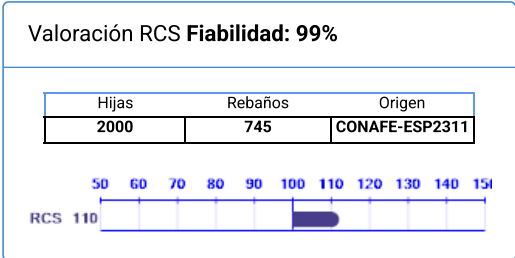 Valoración RCS Fiabilidad: 99%
Hijas Rebaños Origen
2000 745 CONAFE-ESP2311
50 60 70 80 90 100 110 120 130 140 15
RCS 110